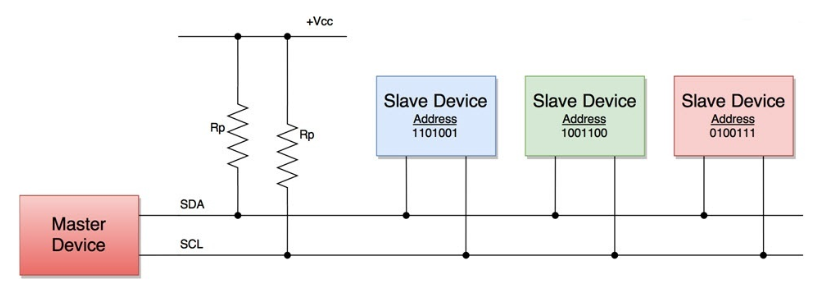 +Vcc
Rp
Rp
Slave Device
Address
1101001
Slave Device
Address
1001100
Slave Device
Address
0100111
Master
Device
SDA
SCL